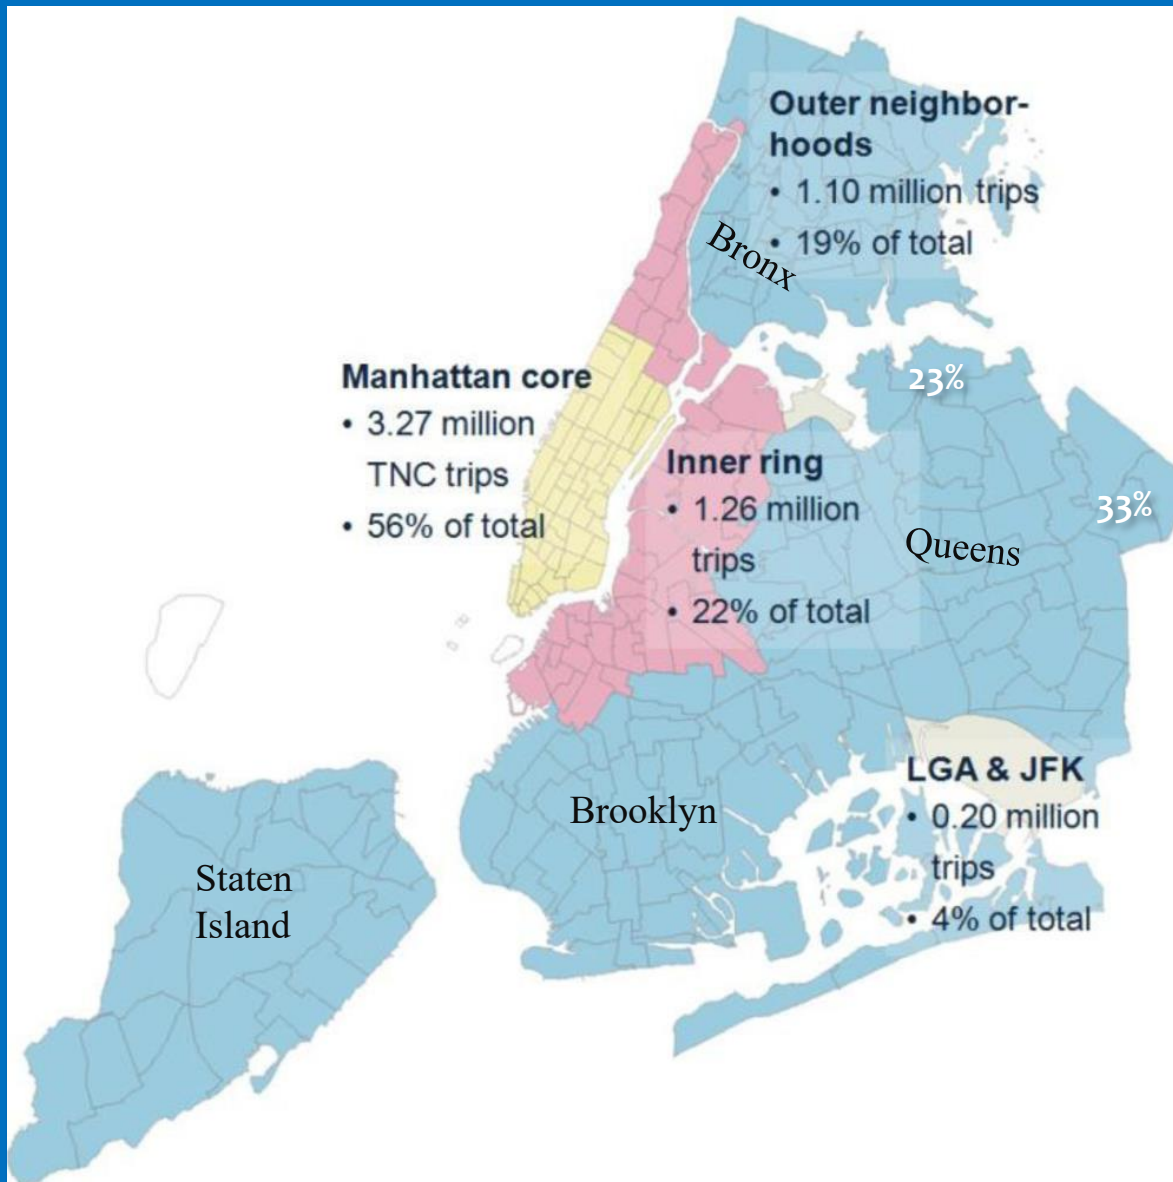 Outer neighbor-
hoods
• 1.10 million trips
• 19% of total
Bronx
Manhattan core
• 3.27 million
TNC trips
• 56% of total
23%
Inner ring
• 1.26 million
trips
• 22% of total
33%
Queens
LGA & JFK
• 0.20 million
trips
• 4% of total
Brooklyn
Staten
Island